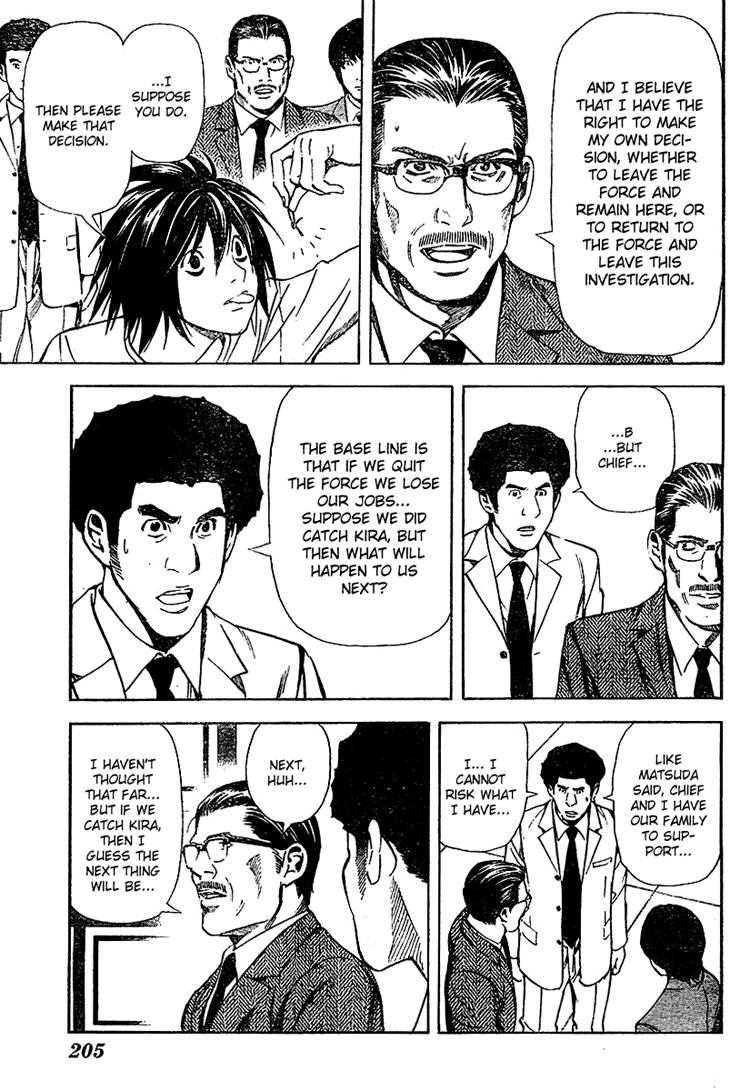 AND I BELIEVE
THAT I HAVE THE
RIGHT TO MAKE
MY OWN DECI-
SION, WHETHER
TO LEAVE THE
FORCE AND
REMAIN HERE, OR
TO RETURN TO
THE FORCE AND
LEAVE THIS
INVESTIGATION.
...I
SUPPOSE
YOU DO.
THEN PLEASE
MAKE THAT
DECISION.
...B
...BUT
CHIEF...
THE BASE LINE IS
THAT IF WE QUIT
THE FORCE WE LOSE
OUR JOBS...
SUPPOSE WE DID
CATCH KIRA, BUT
THEN WHAT WILL
HAPPEN TO US
NEXT?
LIKE
MATSUDA
SAID, CHIEF
AND I HAVE
OUR FAMILY
TO SUP-
PORT...
I... I
CANNOT
RISK WHAT
I HAVE...
NEXT,
HUH...
I HAVEN'T
THOUGHT
THAT FAR...
BUT IF WE
CATCH KIRA,
THEN I
GUESS THE
NEXT THING
WILL BE...
205